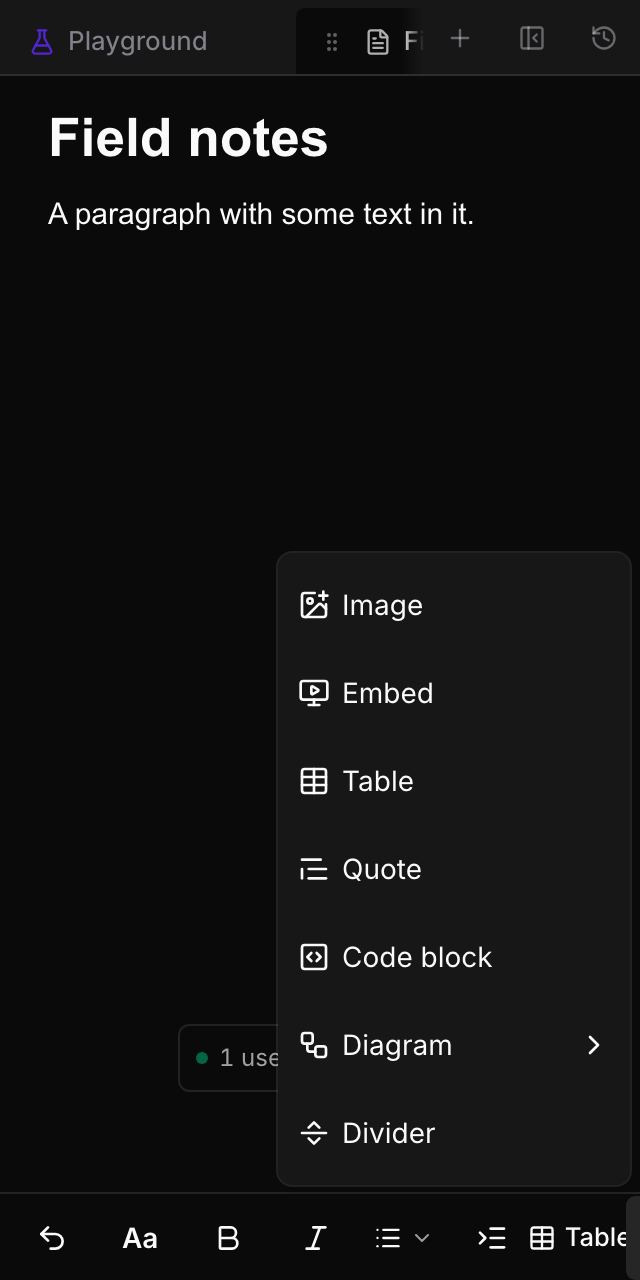 Playground
Field notes
A paragraph with some text in it.
Image
Embed
Table
Quote
Code block
1
Diagram
Divider
Aa
B
I
Table